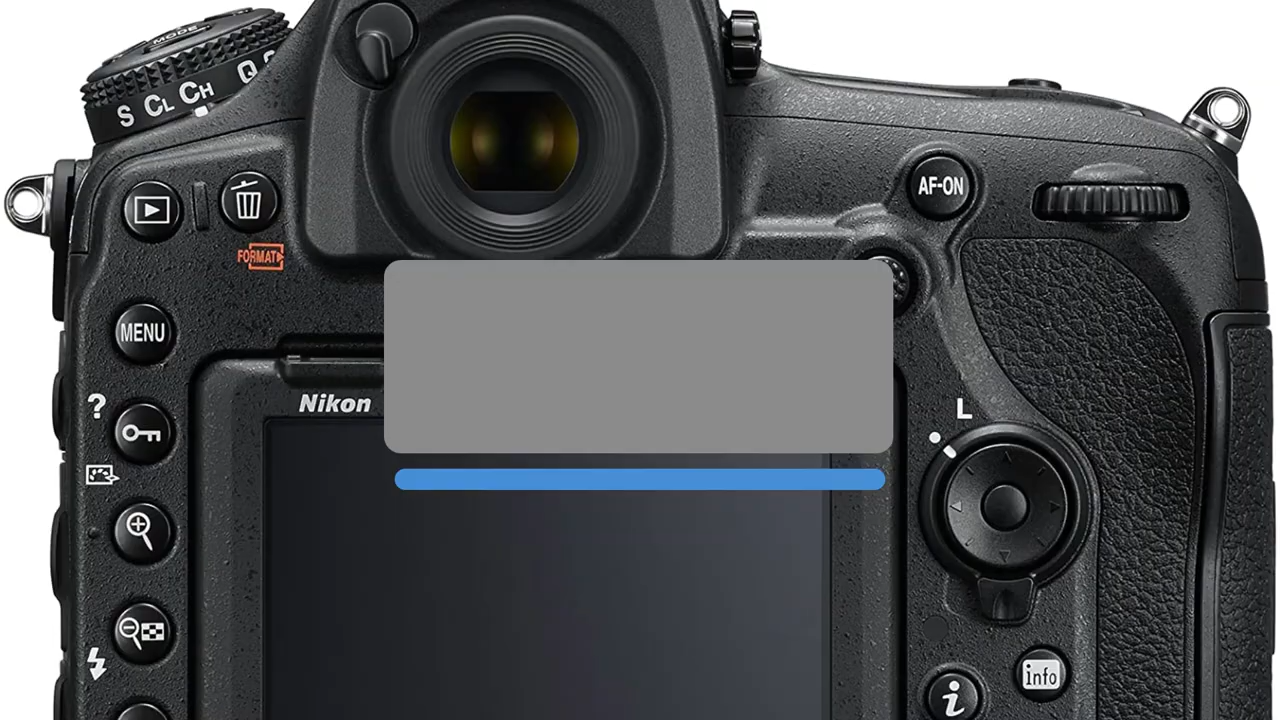 MODE
S CL CH Q
AF-ON
FORMAT
MENU
Nikon
?
L
info
i